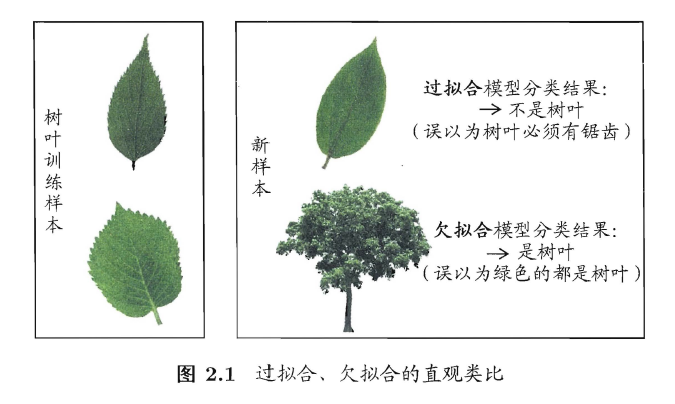 树叶训练样本
新样本
过拟合模型分类结果:
→ 不是树叶
(误以为树叶必须有锯齿)
欠拟合模型分类结果:
→ 是树叶
(误以为绿色的都是树叶)
图 2.1 过拟合、欠拟合的直观类比